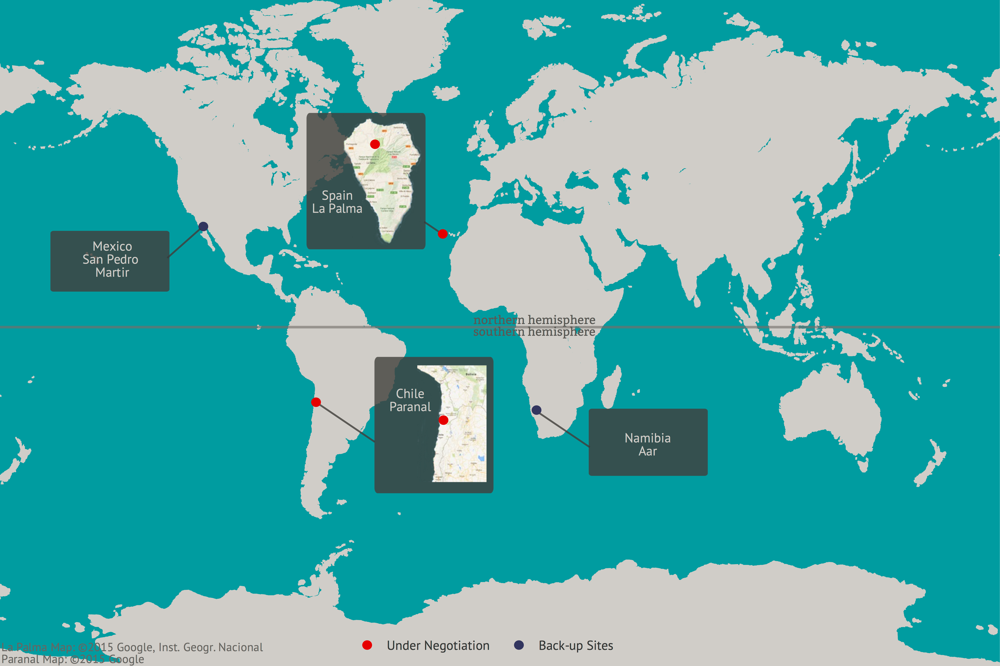 Spain
La Palma
Mexico
San Pedro
Martir
northern hemisphere
southern hemisphere
Chile
Paranal
Bolivia
Namibia
Aar
Under Negotiation
Back-up Sites
La Palma Map: ©2015 Google, Inst. Geogr. Nacional
Paranal Map: ©2015 Google